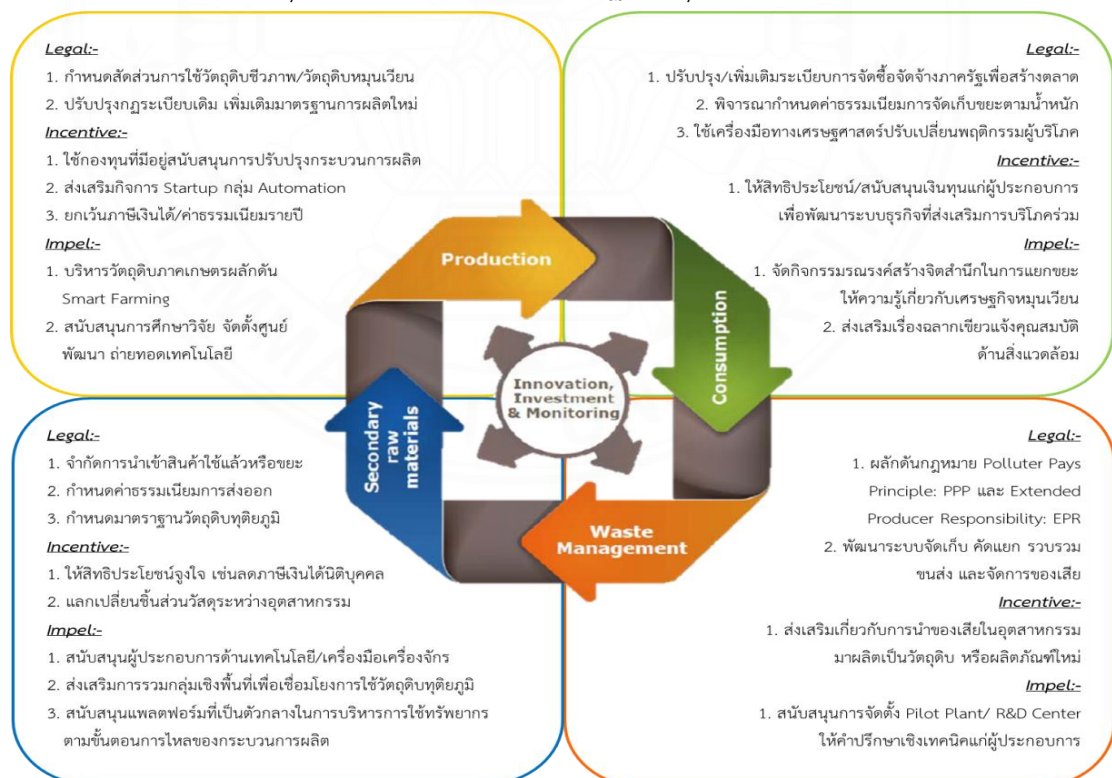 Legal:-
1. กำหนดสัดส่วนการใช้วัตถุดิบชีวภาพ/วัตถุดิบหมุนเวียน
2. ปรับปรุงกฎระเบียบเดิม เพิ่มเติมมาตรฐานการผลิตใหม่
Incentive:-
1. ใช้กองทุนที่มีอยู่สนับสนุนการปรับปรุงกระบวนการผลิต
2. ส่งเสริมกิจการ Startup กลุ่ม Automation
3. ยกเว้นภาษีเงินได้/ค่าธรรมเนียมรายปี
Impel:-
1. บริหารวัตถุดิบภาคเกษตรผลักดัน
Smart Farming
2. สนับสนุนการศึกษาวิจัย จัดตั้งศูนย์
พัฒนา ถ่ายทอดเทคโนโลยี
Legal:-
1. ปรับปรุง/เพิ่มเติมระเบียบการจัดซื้อจัดจ้างภาครัฐเพื่อสร้างตลาด
2. พิจารณากำหนดค่าธรรมเนียมการจัดเก็บขยะตามน้ำหนัก
3. ใช้เครื่องมือทางเศรษฐศาสตร์ปรับเปลี่ยนพฤติกรรมผู้บริโภค
Incentive:-
1. ให้สิทธิประโยชน์/สนับสนุนเงินทุนแก่ผู้ประกอบการ
เพื่อพัฒนาระบบธุรกิจที่ส่งเสริมการบริโภคร่วม
Impel:-
1. จัดกิจกรรมรณรงค์สร้างจิตสำนึกในการแยกขยะ
ให้ความรู้เกี่ยวกับเศรษฐกิจหมุนเวียน
2. ส่งเสริมเรื่องฉลากเขียวแจ้งคุณสมบัติ
ด้านสิ่งแวดล้อม
Production
Consumption
Innovation,
Investment
& Monitoring
Secondary
raw
materials
Waste
Management
Legal:-
1. จำกัดการนำเข้าสินค้าใช้แล้วหรือขยะ
2. กำหนดค่าธรรมเนียมการส่งออก
3. กำหนดมาตราฐานวัตถุดิบทุติยภูมิ
Incentive:-
1. ให้สิทธิประโยชน์จูงใจ เช่นลดภาษีเงินได้นิติบุคคล
2. แลกเปลี่ยนชิ้นส่วนวัสดุระหว่างอุตสาหกรรม
Impel:-
1. สนับสนุนผู้ประกอบการด้านเทคโนโลยี/เครื่องมือเครื่องจักร
2. ส่งเสริมการรวมกลุ่มเชิงพื้นที่เพื่อเชื่อมโยงการใช้วัตถุดิบทุติยภูมิ
3. สนับสนุนแพลตฟอร์มที่เป็นตัวกลางในการบริหารการใช้ทรัพยากร
ตามขั้นตอนการไหลของกระบวนการผลิต
Legal:-
1. ผลักดันกฎหมาย Polluter Pays
Principle: PPP และ Extended
Producer Responsibility: EPR
2. พัฒนาระบบจัดเก็บ คัดแยก รวบรวม
ขนส่ง และจัดการของเสีย
Incentive:-
1. ส่งเสริมเกี่ยวกับการนำของเสียในอุตสาหกรรม
มาผลิตเป็นวัตถุดิบ หรือผลิตภัณฑ์ใหม่
Impel:-
1. สนับสนุนการจัดตั้ง Pilot Plant/ R&D Center
ให้คำปรึกษาเชิงเทคนิคแก่ผู้ประกอบการ